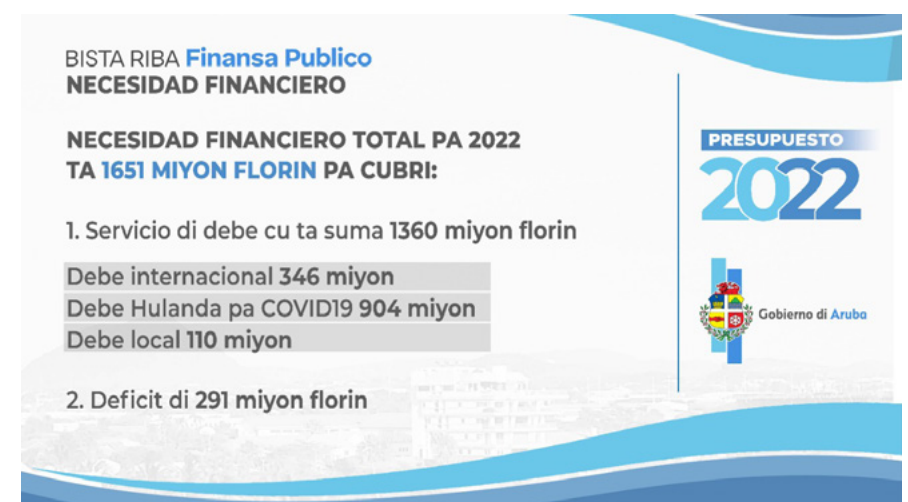 BISTA RIBA Finansa Publico
NECESIDAD FINANCIERO
NECESIDAD FINANCIERO TOTAL PA 2022
TA 1651 MIYON FLORIN PA CUBRI:
1. Servicio di debe cu ta suma 1360 miyon florin
Debe internacional 346 miyon
Debe Hulanda pa COVID19 904 miyon
Debe local 110 miyon
2. Deficit di 291 miyon florin
PRESUPUESTO
2022
Gobierno di Aruba